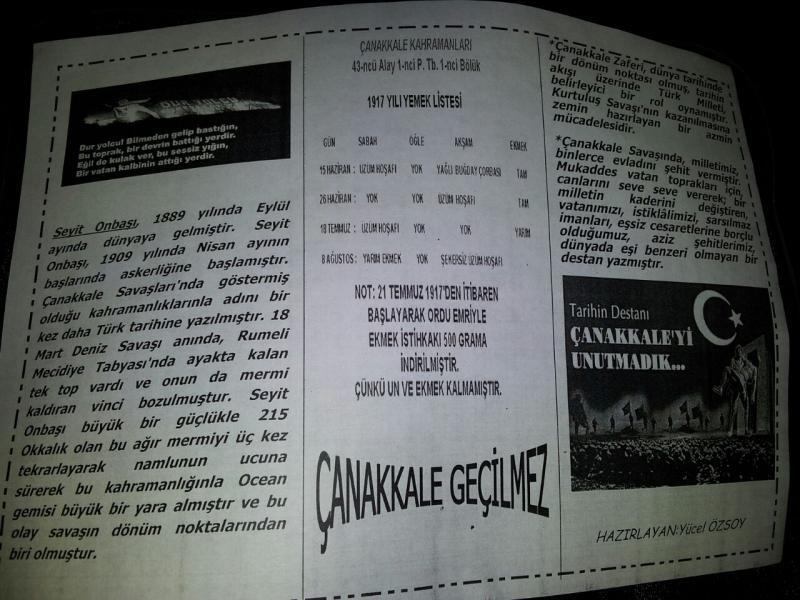 DUR YOLCU
Dur yolcu! Bilmeden gelip bastığın,
Bu toprak, bir devrin battığı yerdir.
Eğil de kulak ver, bu sessiz yığın,
Bir vatan kalbinin attığı yerdir.
Seyit Onbaşı, 1889 yılında Eylül
ayında dünyaya gelmiştir. Seyit
Onbaşı, 1909 yılında Nisan ayının
başlarında askerliğine başlamıştır.
Çanakkale Savaşları'nda göstermiş
olduğu kahramanlıklarınla adını bir
kez daha Türk tarihine yazılmıştır. 18
Mart Deniz Savaşı anında, Rumeli
Mecidiye Tabyası'nda ayakta kalan
tek top vardı ve onun da mermi
kaldıran vinci bozulmuştur. Seyit
Onbaşı büyük bir güçlükle 215
Okkalık olan bu ağır mermiyi üç kez
tekrarlayarak namlunun ucuna
sürerek bu kahramanlığınla Ocean
gemisi büyük bir yara almıştır ve bu
olay savaşın dönüm noktalarından
biri olmuştur.
ÇANAKKALE KAHRAMANLARI
43-ncü Alay 1-nci P. Tb. 1-nci Bölük
1917 YILI YEMEK LİSTESİ
GÜN SABAH ÖĞLE AKŞAM EKMEK
15 HAZİRAN : ÜZÜM HOŞAFI YOK YAĞLI BUĞDAY ÇORBASI TAM
26 HAZİRAN : YOK YOK ÜZÜM HOŞAFI TAM
18 TEMMUZ : ÜZÜM HOŞAFI YOK YOK YARIM
8 AĞUSTOS : YARIM EKMEK YOK ŞEKERSİZ ÜZÜM HOŞAFI
NOT: 21 TEMMUZ 1917'DEN İTİBAREN
BAŞLAYARAK ORDU EMRİYLE
EKMEK İSTİHKAKI 500 GRAMA
İNDİRİLMİŞTİR.
ÇÜNKÜ UN VE EKMEK KALMAMIŞTIR.
ÇANAKKALE GEÇİLMEZ
*Çanakkale Zaferi, dünya tarihinde
bir dönüm noktası olmuş, tarihin
akışı üzerinde Türk Milleti,
belirleyici bir rol oynamıştır.
Kurtuluş Savaşı'nın kazanılmasına
zemin hazırlayan bir azmin
mücadelesidir.
*Çanakkale Savaşında, milletimiz,
binlerce evladını şehit vermiştir.
Mukaddes vatan toprakları için,
canlarını seve seve vererek; bir
milletin kaderini değiştiren,
vatanımızı, istiklâlimizi, sarsılmaz
imanları, eşsiz cesaretlerine borçlu
olduğumuz, aziz şehitlerimiz,
dünyada eşi benzeri olmayan bir
destan yazmıştır.
Tarihin Destanı
ÇANAKKALE'Yİ
UNUTMADIK...
HAZIRLAYAN:Yücel ÖZSOY